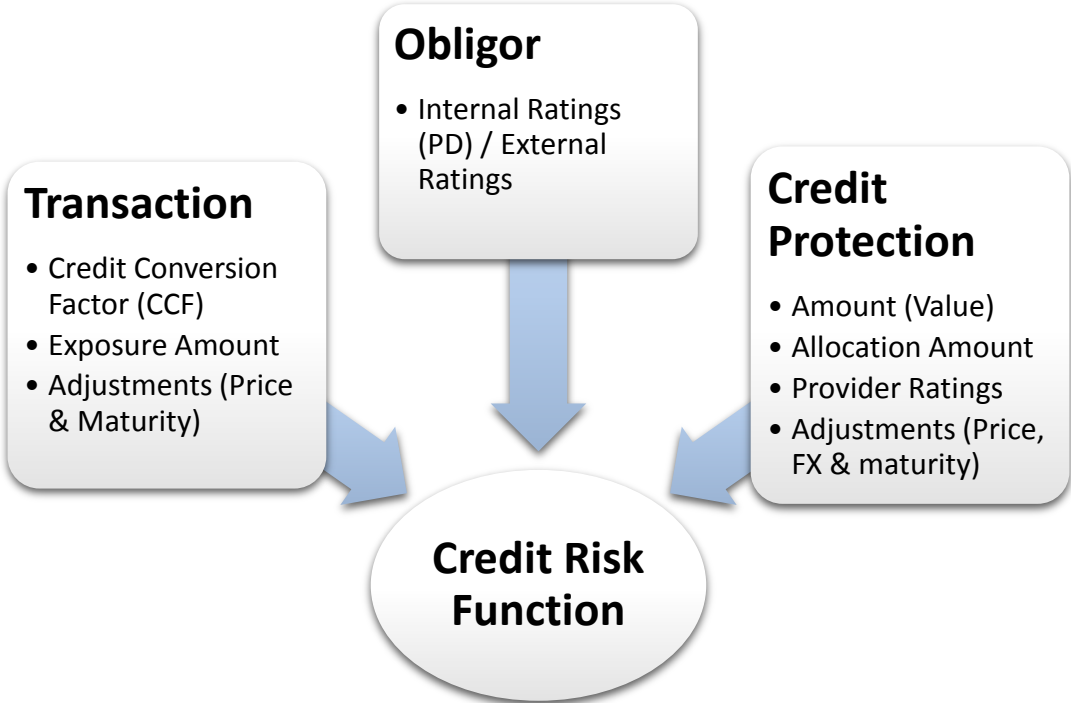 Obligor
• Internal Ratings
(PD) / External
Ratings
Transaction
• Credit Conversion
Factor (CCF)
• Exposure Amount
• Adjustments (Price
& Maturity)
Credit
Protection
• Amount (Value)
• Allocation Amount
• Provider Ratings
• Adjustments (Price,
FX & maturity)
Credit Risk
Function